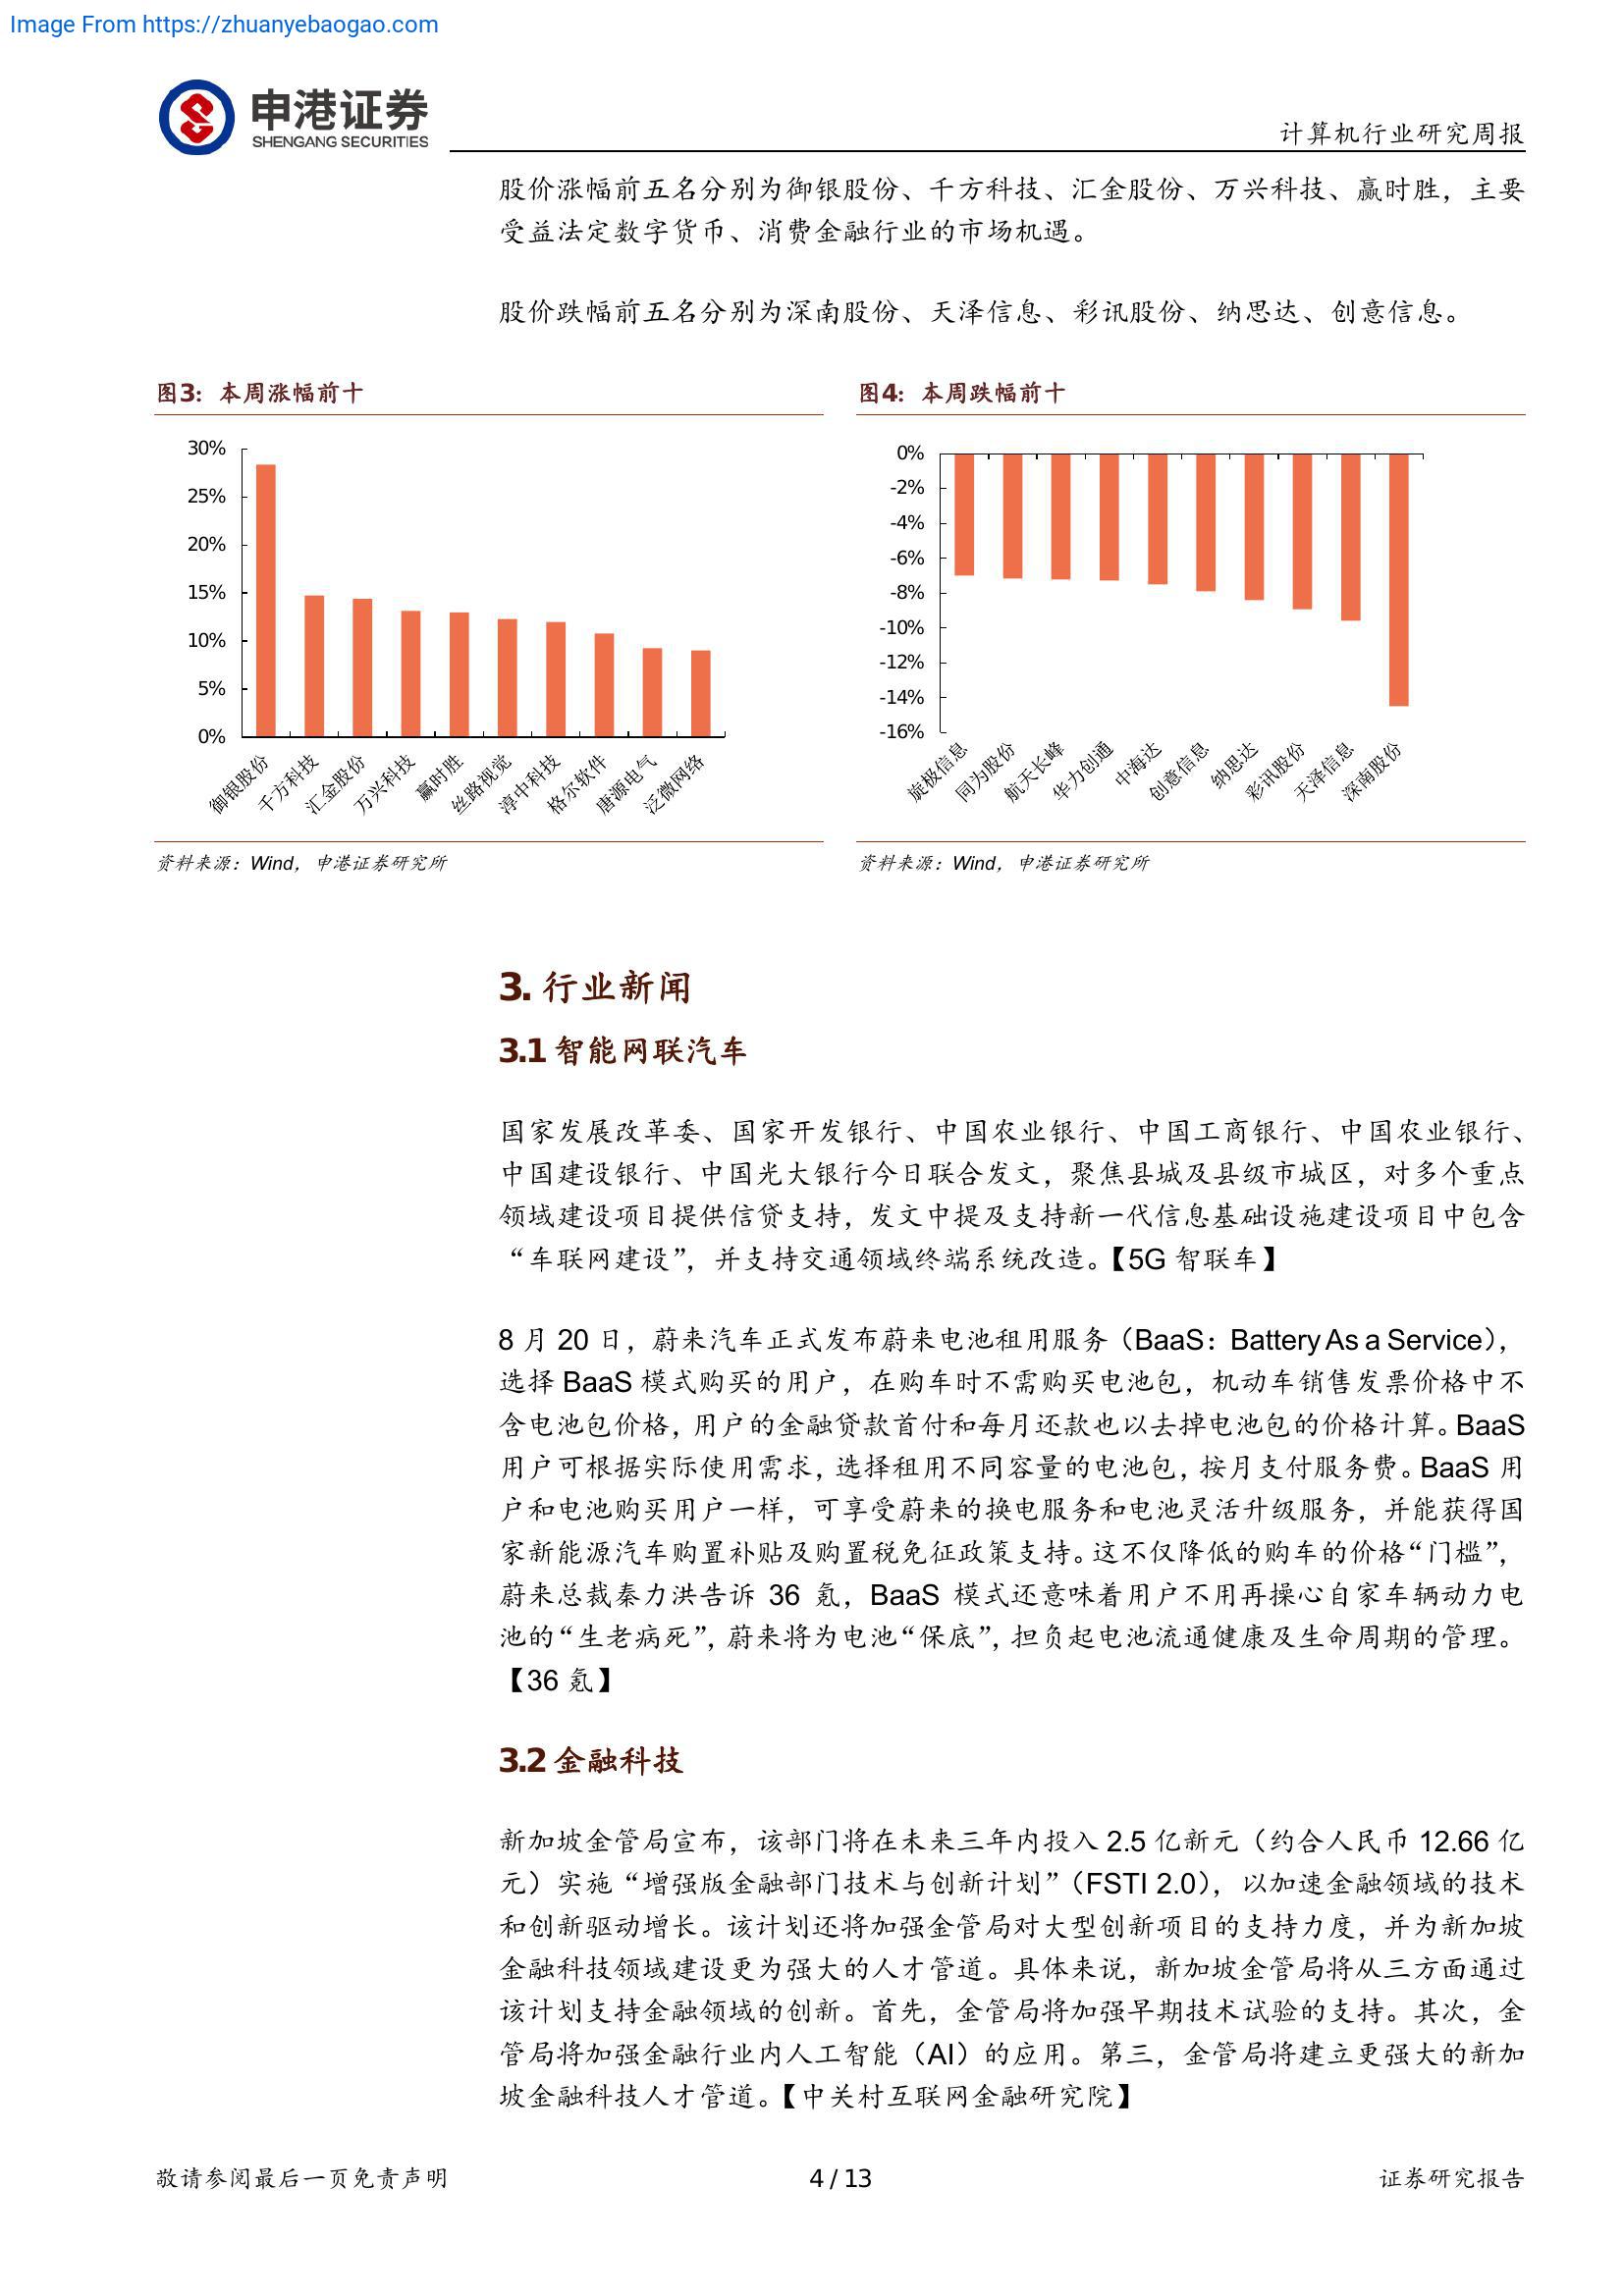 Image From https://zhuanyebaogao.com
申港证券
SHENGANG SECURITIES
计算机行业研究周报
股价涨幅前五名分别为御银股份、千方科技、汇金股份、万兴科技、赢时胜，主要
受益法定数字货币、消费金融行业的市场机遇。
股价跌幅前五名分别为深南股份、天泽信息、彩讯股份、纳思达、创意信息。
图3：本周涨幅前十
30%
25%
20%
15%
10%
5%
0%
御银股份
千方科技
汇金股份
万兴科技
赢时胜
丝路视觉
淳中科技
格尔软件
唐源电气
泛微网络
资料来源：Wind，申港证券研究所
图4：本周跌幅前十
0%
-2%
-4%
-6%
-8%
-10%
-12%
-14%
-16%
旋极信息
同为股份
航天长峰
华力创通
中海达
创意信息
纳思达
彩讯股份
天泽信息
深南股份
资料来源：Wind，申港证券研究所
3. 行业新闻
3.1 智能网联汽车
国家发展改革委、国家开发银行、中国农业银行、中国工商银行、中国农业银行、
中国建设银行、中国光大银行今日联合发文，聚焦县城及县级市城区，对多个重点
领域建设项目提供信贷支持，发文中提及支持新一代信息基础设施建设项目中包含
“车联网建设”，并支持交通领域终端系统改造。【5G 智联车】
8 月 20 日，蔚来汽车正式发布蔚来电池租用服务（BaaS：Battery As a Service），
选择 BaaS 模式购买的用户，在购车时不需购买电池包，机动车销售发票价格中不
含电池包价格，用户的金融贷款首付和每月还款也以去掉电池包的价格计算。BaaS
用户可根据实际使用需求，选择租用不同容量的电池包，按月支付服务费。BaaS 用
户和电池购买用户一样，可享受蔚来的换电服务和电池灵活升级服务，并能获得国
家新能源汽车购置补贴及购置税免征政策支持。这不仅降低的购车的价格“门槛”，
蔚来总裁秦力洪告诉 36 氪，BaaS 模式还意味着用户不用再操心自家车辆动力电
池的“生老病死”，蔚来将为电池“保底”，担负起电池流通健康及生命周期的管理。
【36 氪】
3.2 金融科技
新加坡金管局宣布，该部门将在未来三年内投入 2.5 亿新元（约合人民币 12.66 亿
元）实施“增强版金融部门技术与创新计划”（FSTI 2.0），以加速金融领域的技术
和创新驱动增长。该计划还将加强金管局对大型创新项目的支持力度，并为新加坡
金融科技领域建设更为强大的人才管道。具体来说，新加坡金管局将从三方面通过
该计划支持金融领域的创新。首先，金管局将加强早期技术试验的支持。其次，金
管局将加强金融行业内人工智能（AI）的应用。第三，金管局将建立更强大的新加
坡金融科技人才管道。【中关村互联网金融研究院】
敬请参阅最后一页免责声明
4 / 13
证券研究报告